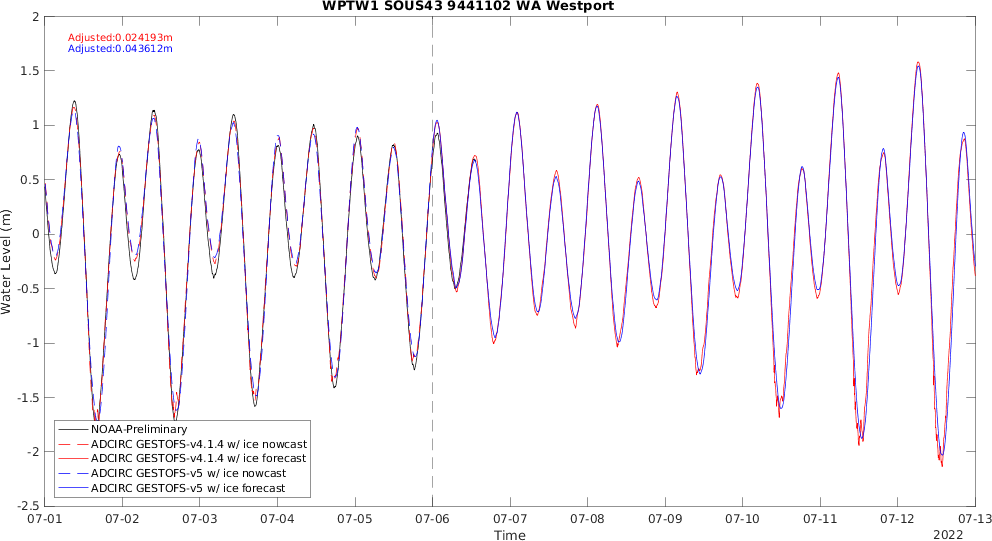 WPTW1 SOUS43 9441102 WA Westport
Adjusted:0.024193m
Adjusted:0.043612m
2
1.5
1
0.5
0
-0.5
-1
-1.5
-2
-2.5
Water Level (m)
NOAA-Preliminary
ADCIRC GESTOFS-v4.1.4 w/ ice nowcast
ADCIRC GESTOFS-v4.1.4 w/ ice forecast
ADCIRC GESTOFS-v5 w/ ice nowcast
ADCIRC GESTOFS-v5 w/ ice forecast
07-01 07-02 07-03 07-04 07-05 07-06 07-07 07-08 07-09 07-10 07-11 07-12 07-13
Time
2022